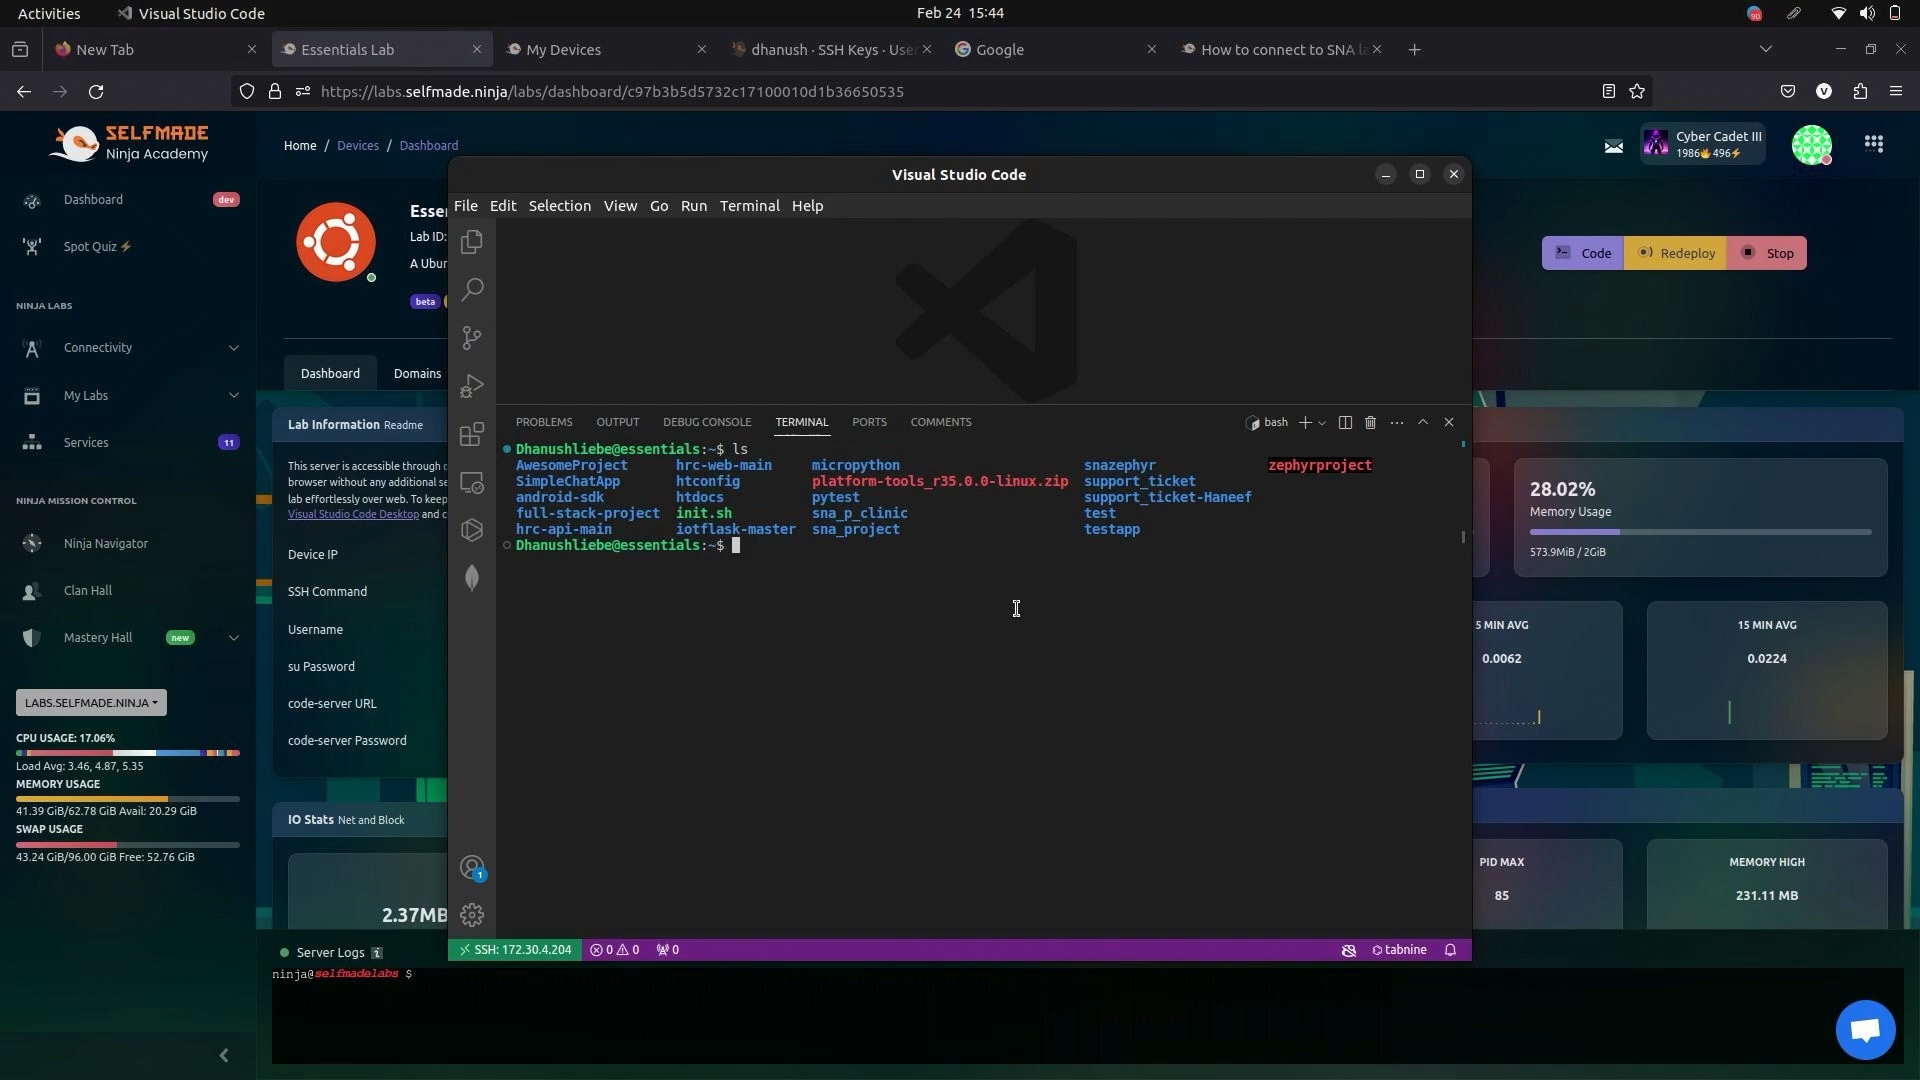 Activities
Visual Studio Code
Feb 24 15:44
90
New Tab
Essentials Lab
My Devices
dhanush · SSH Keys · Use
Google
How to connect to SNA la
https://labs.selfmade.ninja/labs/dashboard/c97b3b5d5732c17100010d1b36650535
V
SELFMADE
Ninja Academy
Home / Devices / Dashboard
Cyber Cadet III
1986🔥496⚡
Dashboard
dev
Spot Quiz⚡
NINJA LABS
Connectivity
My Labs
Services
11
NINJA MISSION CONTROL
Ninja Navigator
Clan Hall
Mastery Hall
new
LABS.SELFMADE.NINJA
CPU USAGE: 17.06%
Load Avg: 3.46, 4.87, 5.35
MEMORY USAGE
41.39 GiB/62.78 GiB Avail: 20.29 GiB
SWAP USAGE
43.24 GiB/96.00 GiB Free: 52.76 GiB
Esse
Lab ID:
A Ubu
beta
Code
Redeploy
Stop
Dashboard
Domains
Lab Information Readme
This server is accessible through
browser without any additional se
lab effortlessly over web. To keep
Visual Studio Code Desktop and c
Device IP
SSH Command
Username
su Password
code-server URL
code-server Password
IO Stats Net and Block
2.37MB
Server Logs
ninja@selfmadelabs $
Visual Studio Code
File Edit Selection View Go Run Terminal Help
PROBLEMS OUTPUT DEBUG CONSOLE TERMINAL PORTS COMMENTS
bash
Dhanushliebe@essentials:~$ ls
AwesomeProject hrc-web-main micropython snazephyr zephyrproject
SimpleChatApp htconfig platform-tools_r35.0.0-linux.zip support_ticket
android-sdk htdocs pytest support_ticket-Haneef
full-stack-project init.sh sna_p_clinic test
hrc-api-main iotflask-master sna_project testapp
Dhanushliebe@essentials:~$
1
SSH: 172.30.4.204
0
0
0
tabnine
28.02%
Memory Usage
573.9MiB / 2GiB
5 MIN AVG
0.0062
15 MIN AVG
0.0224
PID MAX
85
MEMORY HIGH
231.11 MB